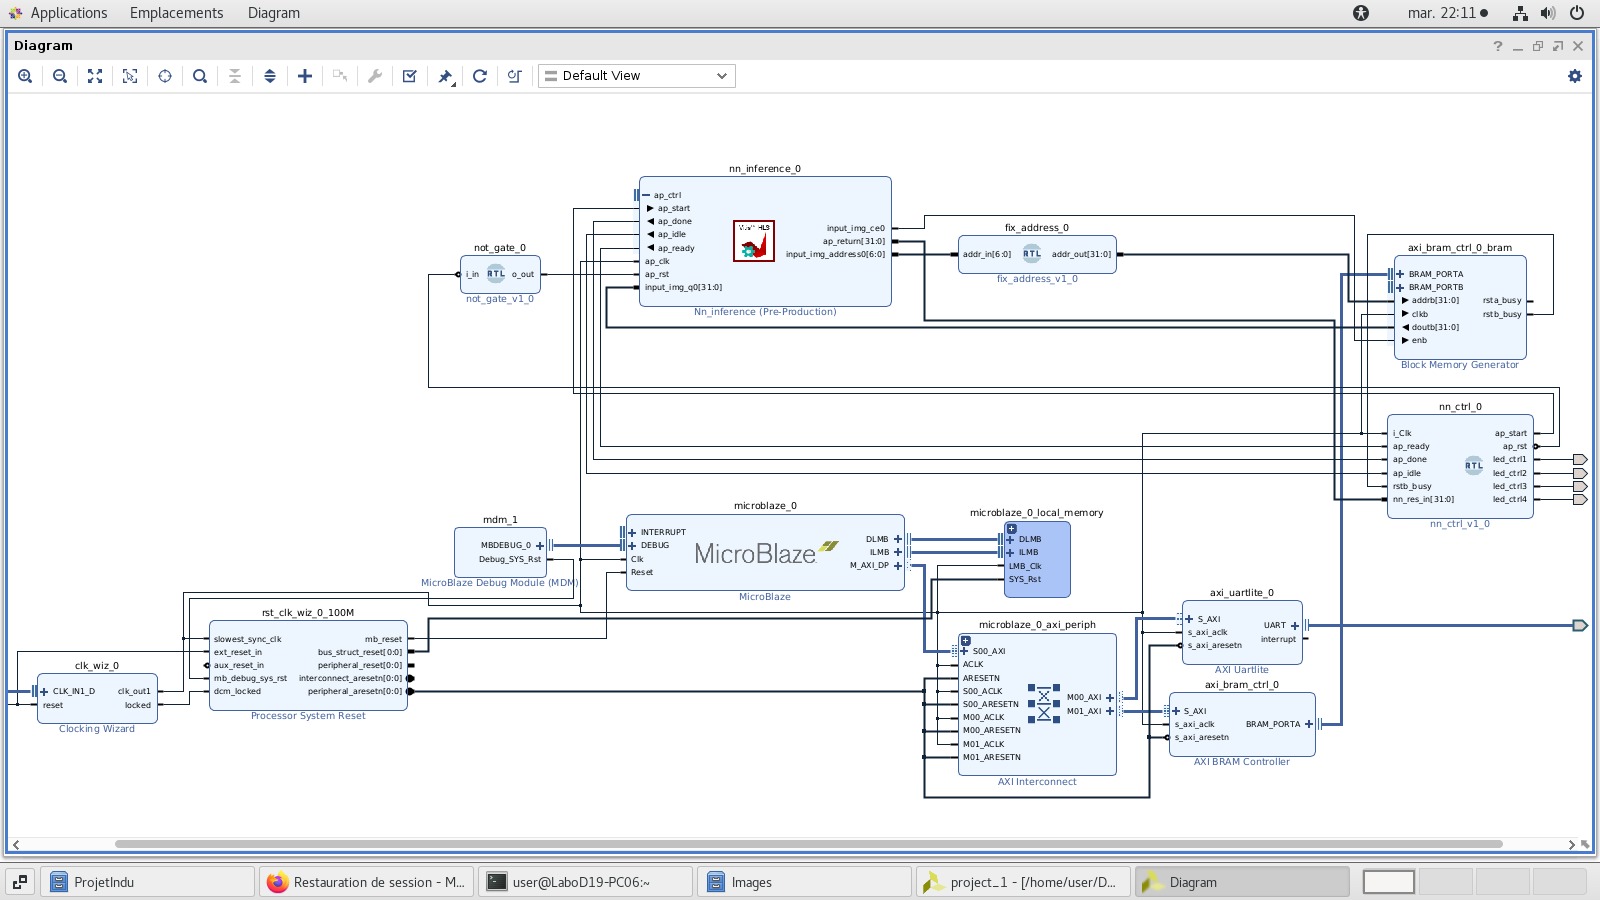 Applications
Emplacements
Diagram
mar. 22:11
Diagram
Default View
nn_inference_0
ap_ctrl
ap_start
ap_done
ap_idle
ap_ready
ap_clk
ap_rst
input_img_q0[31:0]
input_img_ce0
ap_return[31:0]
input_img_address0[6:0]
Nn_inference (Pre-Production)
not_gate_0
i_in
RTL
o_out
not_gate_v1_0
fix_address_0
addr_in[6:0]
RTL
addr_out[31:0]
fix_address_v1_0
axi_bram_ctrl_0_bram
BRAM_PORTA
BRAM_PORTB
addrb[31:0]
clkb
doutb[31:0]
enb
rsta_busy
rstb_busy
Block Memory Generator
nn_ctrl_0
i_Clk
ap_ready
ap_done
ap_idle
rstb_busy
nn_res_in[31:0]
RTL
ap_start
ap_rst
led_ctrl1
led_ctrl2
led_ctrl3
led_ctrl4
nn_ctrl_v1_0
mdm_1
MBDEBUG_0
Debug_SYS_Rst
MicroBlaze Debug Module (MDM)
microblaze_0
INTERRUPT
DEBUG
Clk
Reset
MicroBlaze
DLMB
ILMB
M_AXI_DP
MicroBlaze
microblaze_0_local_memory
DLMB
ILMB
LMB_Clk
SYS_Rst
rst_clk_wiz_0_100M
slowest_sync_clk
ext_reset_in
aux_reset_in
mb_debug_sys_rst
dcm_locked
mb_reset
bus_struct_reset[0:0]
peripheral_reset[0:0]
interconnect_aresetn[0:0]
peripheral_aresetn[0:0]
Processor System Reset
clk_wiz_0
CLK_IN1_D
reset
clk_out1
locked
Clocking Wizard
microblaze_0_axi_periph
S00_AXI
ACLK
ARESETN
S00_ACLK
S00_ARESETN
M00_ACLK
M00_ARESETN
M01_ACLK
M01_ARESETN
M00_AXI
M01_AXI
AXI Interconnect
axi_uartlite_0
S_AXI
s_axi_aclk
s_axi_aresetn
UART
interrupt
AXI Uartlite
axi_bram_ctrl_0
S_AXI
s_axi_aclk
s_axi_aresetn
BRAM_PORTA
AXI BRAM Controller
ProjetIndu
Restauration de session - M...
user@LaboD19-PC06:~
Images
project_1 - [/home/user/D...
Diagram